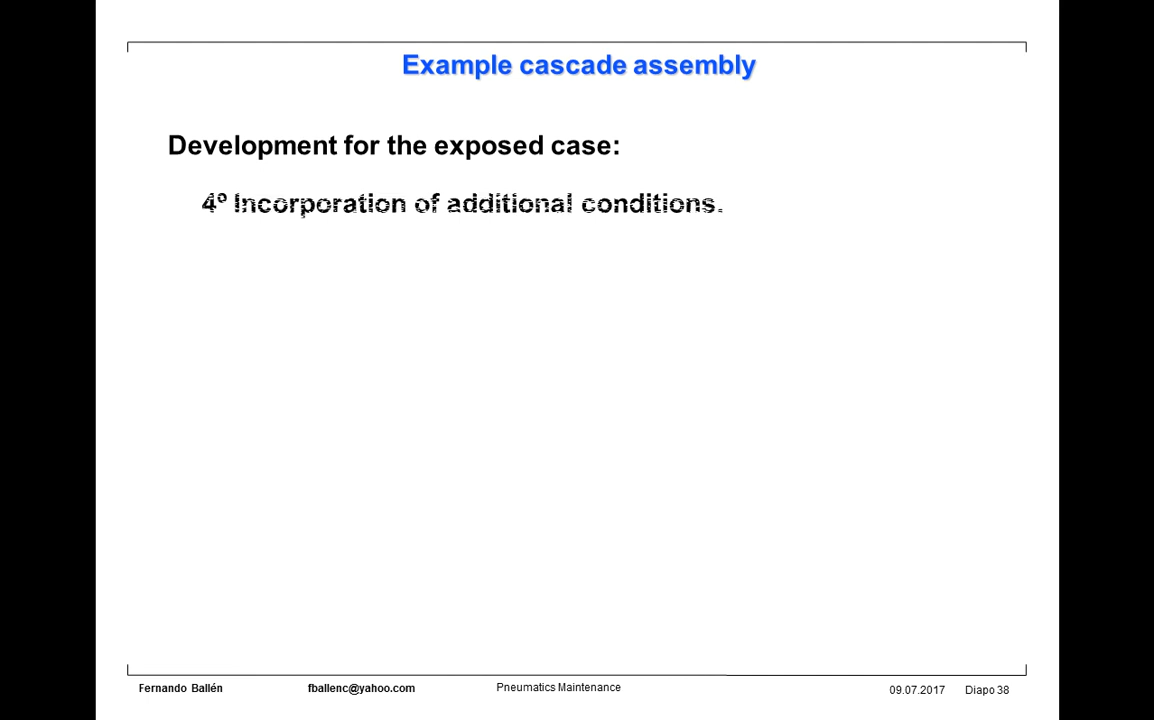 Example cascade assembly
Development for the exposed case:
4º Incorporation of additional conditions.
Fernando Ballén fballenc@yahoo.com Pneumatics Maintenance 09.07.2017 Diapo 38